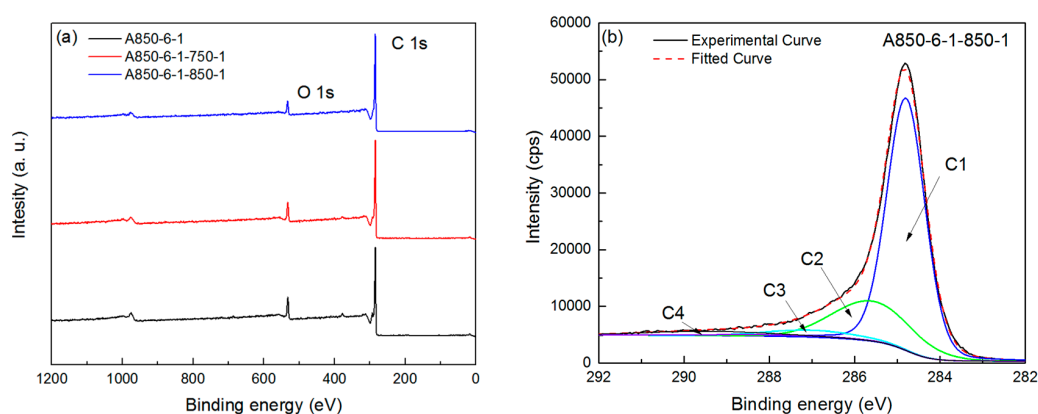 (a)
A850-6-1
A850-6-1-750-1
A850-6-1-850-1
C 1s
O 1s
Intesity (a. u.)
1200 1000 800 600 400 200 0
Binding energy (eV)
(b)
Experimental Curve
Fitted Curve
A850-6-1-850-1
60000
50000
40000
30000
20000
10000
0
Intensity (cps)
C1
C2
C3
C4
292 290 288 286 284 282
Binding energy (eV)